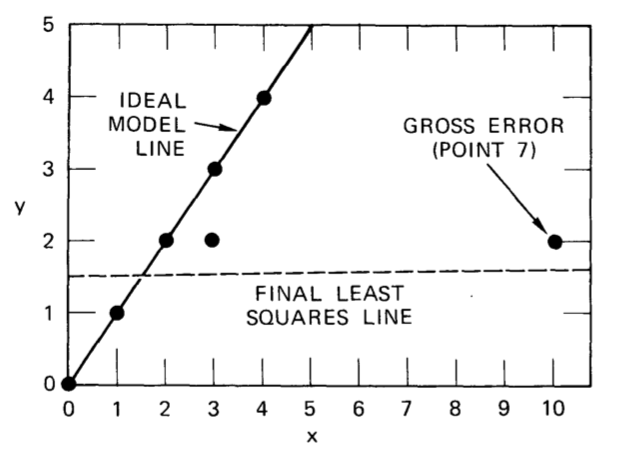 5
4
3
2
1
0
y
IDEAL
MODEL
LINE
GROSS ERROR
(POINT 7)
FINAL LEAST
SQUARES LINE
0 1 2 3 4 5 6 7 8 9 10
x